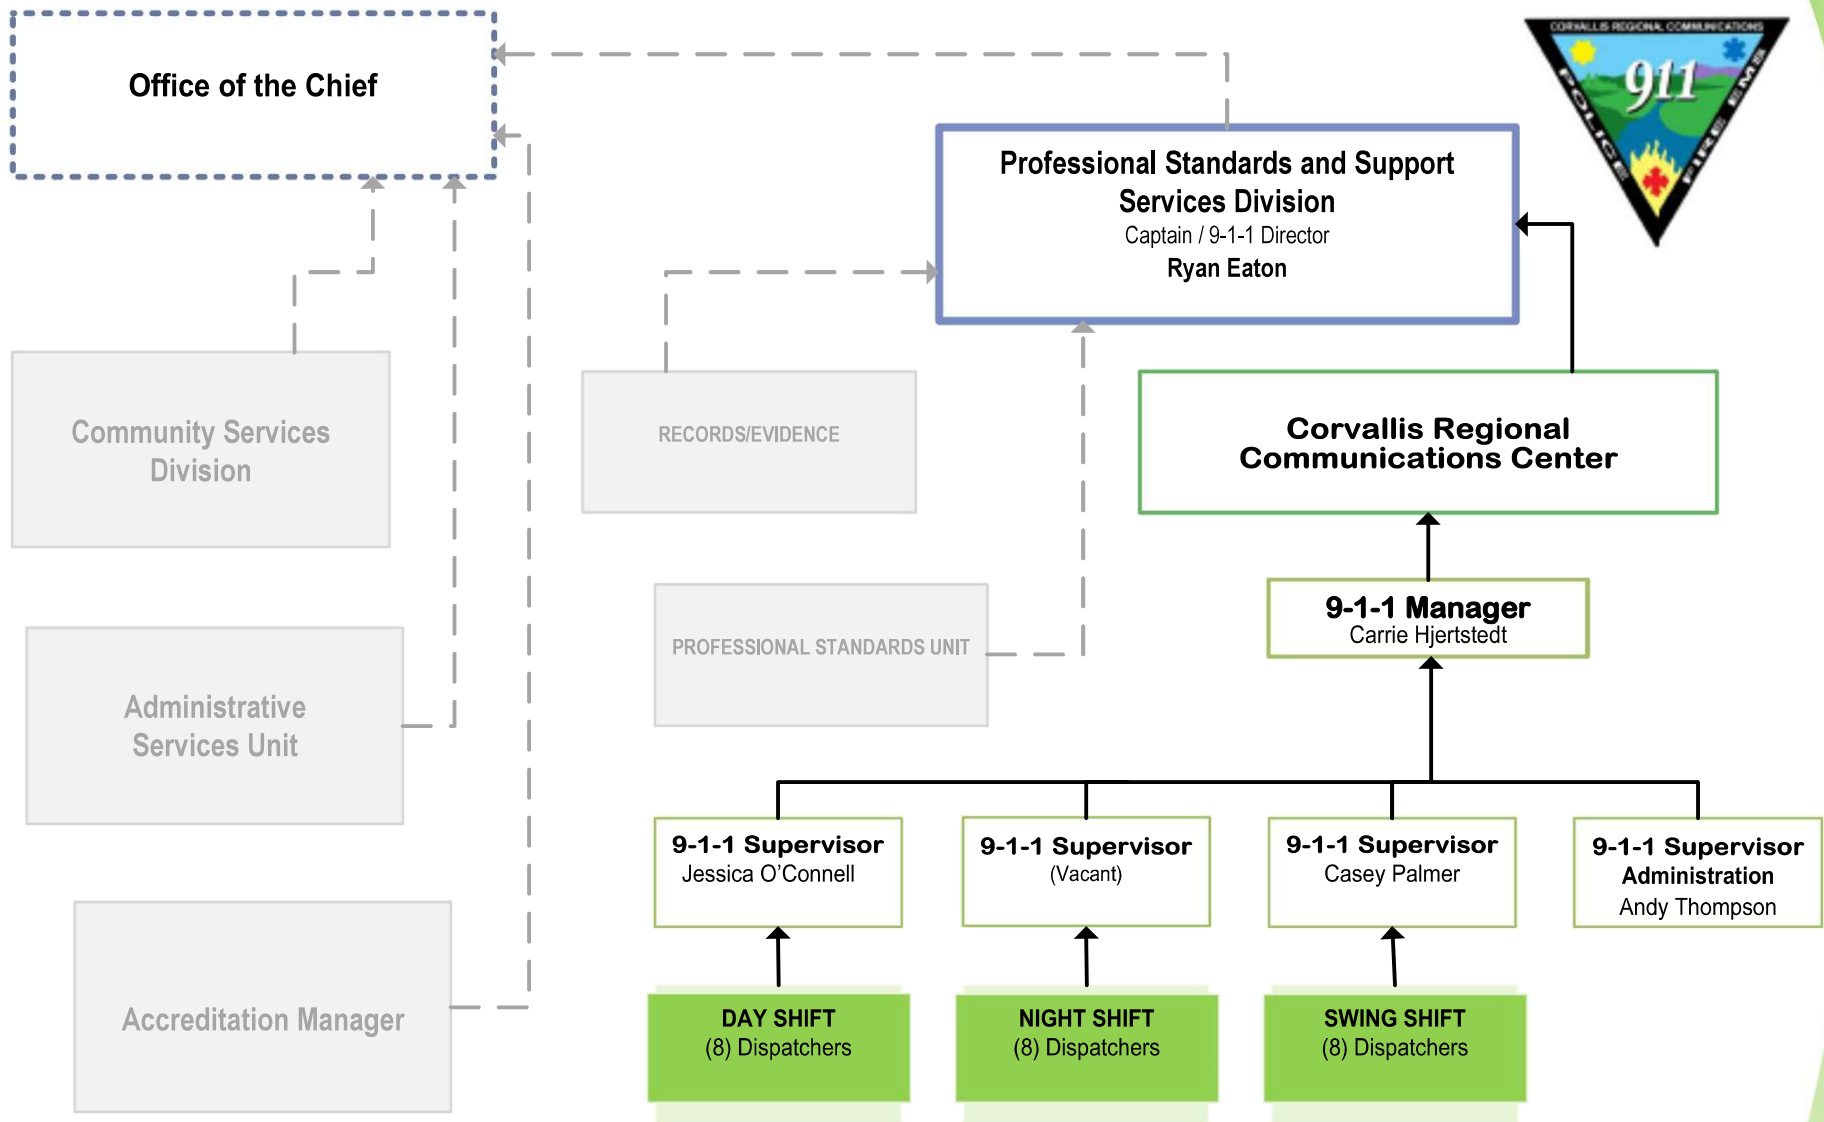 Office of the Chief
CORVALLIS REGIONAL COMMUNICATIONS
911
POLICE
FIRE EMS
Professional Standards and Support
Services Division
Captain / 9-1-1 Director
Ryan Eaton
Community Services
Division
RECORDS/EVIDENCE
Corvallis Regional
Communications Center
PROFESSIONAL STANDARDS UNIT
9-1-1 Manager
Carrie Hjertstedt
Administrative
Services Unit
9-1-1 Supervisor
Jessica O’Connell
9-1-1 Supervisor
(Vacant)
9-1-1 Supervisor
Casey Palmer
9-1-1 Supervisor
Administration
Andy Thompson
Accreditation Manager
DAY SHIFT
(8) Dispatchers
NIGHT SHIFT
(8) Dispatchers
SWING SHIFT
(8) Dispatchers